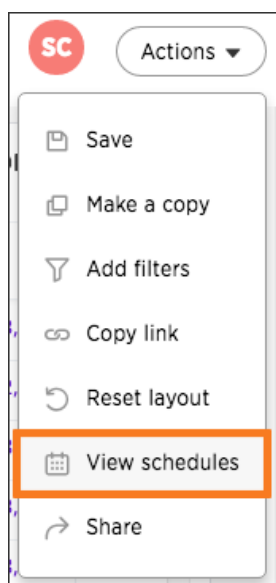 SC
Actions
Save
Make a copy
Add filters
Copy link
Reset layout
View schedules
Share